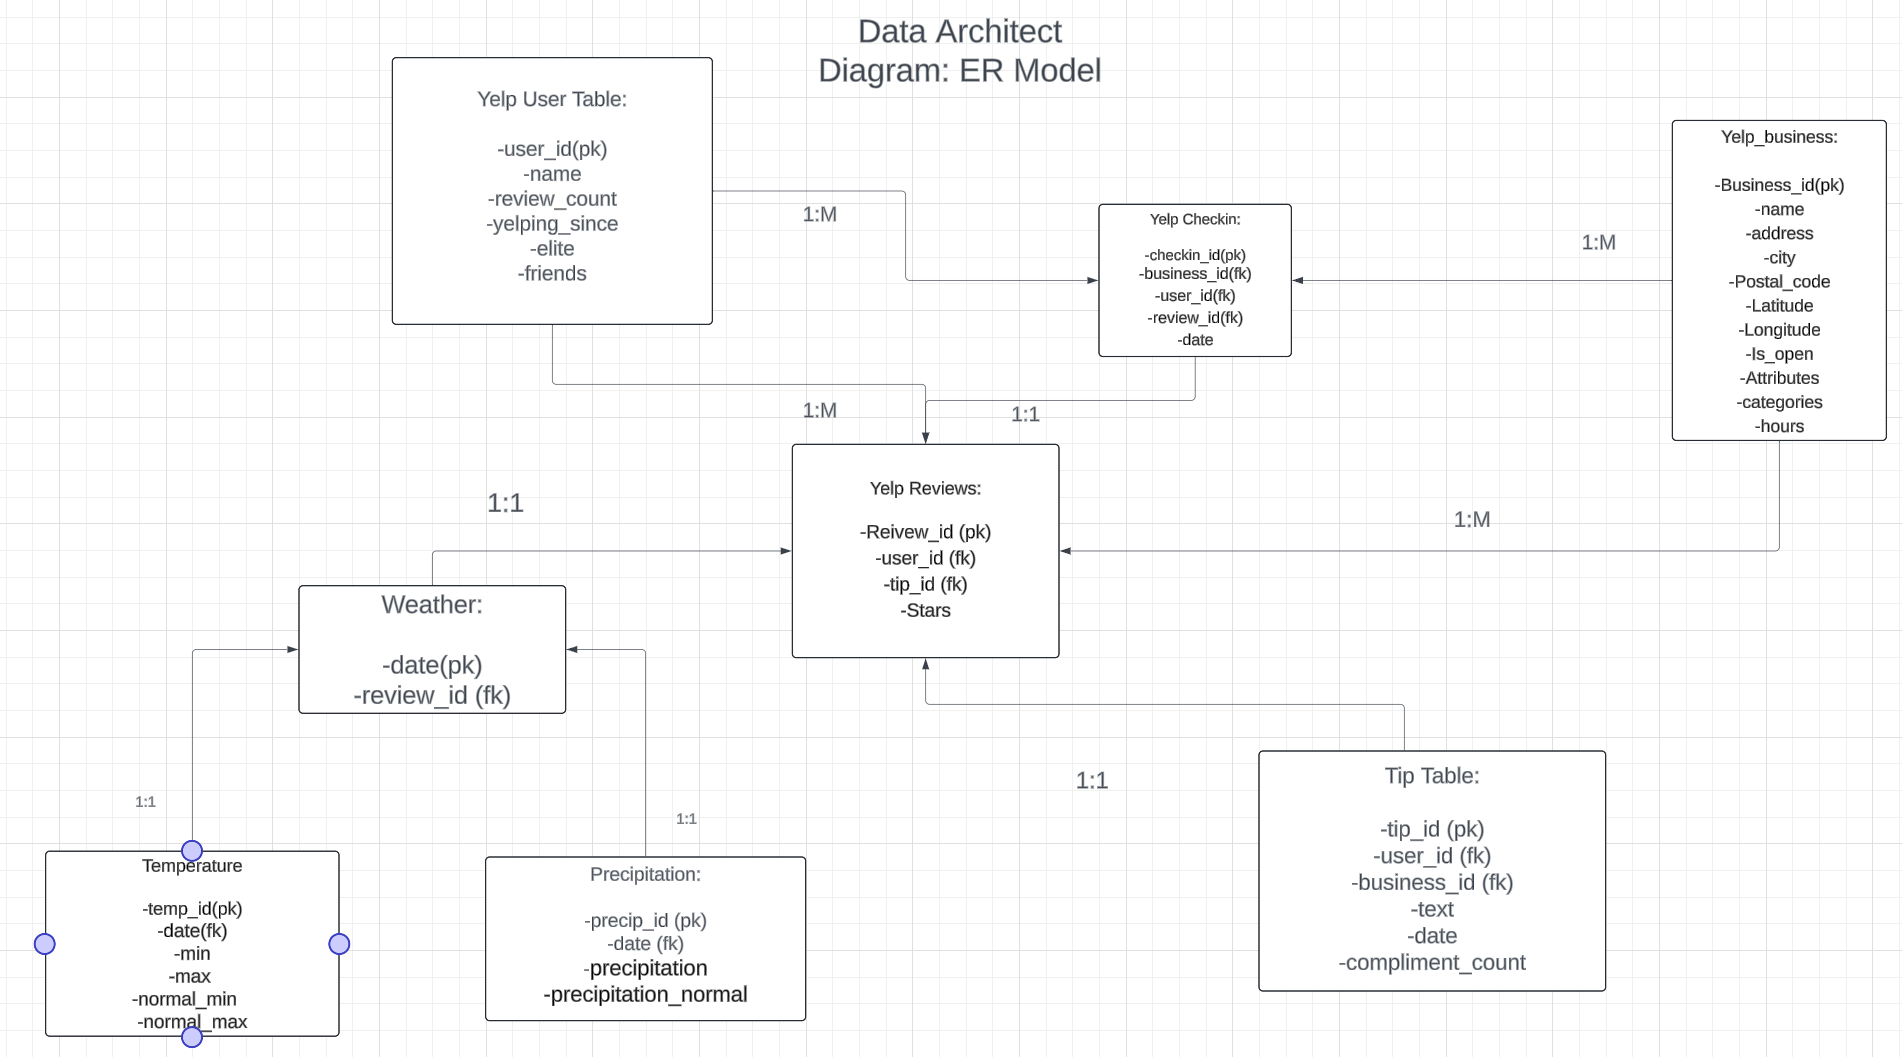 Data Architect
Diagram: ER Model
Yelp User Table:
-user_id(pk)
-name
-review_count
-yelping_since
-elite
-friends
1:M
Yelp Checkin:
-checkin_id(pk)
-business_id(fk)
-user_id(fk)
-review_id(fk)
-date
1:M
Yelp_business:
-Business_id(pk)
-name
-address
-city
-Postal_code
-Latitude
-Longitude
-Is_open
-Attributes
-categories
-hours
1:M
1:1
1:1
Yelp Reviews:
-Reivew_id (pk)
-user_id (fk)
-tip_id (fk)
-Stars
1:M
Weather:
-date(pk)
-review_id (fk)
1:1
1:1
1:1
Temperature
-temp_id(pk)
-date(fk)
-min
-max
-normal_min
-normal_max
Precipitation:
-precip_id (pk)
-date (fk)
-precipitation
-precipitation_normal
Tip Table:
-tip_id (pk)
-user_id (fk)
-business_id (fk)
-text
-date
-compliment_count